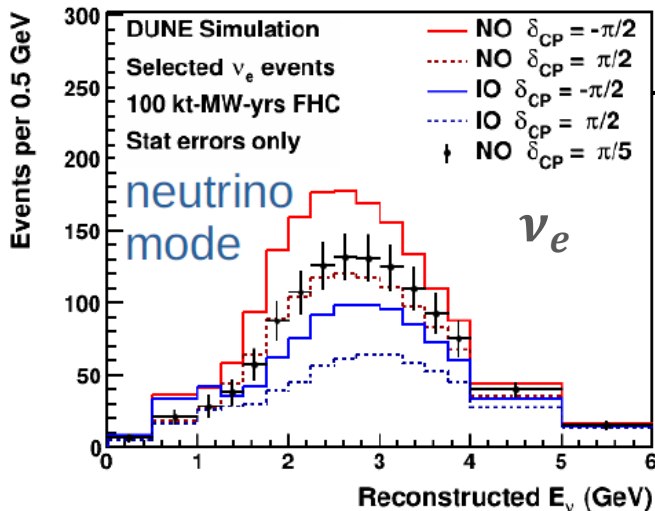 300
250
200
150
100
50
0
Events per 0.5 GeV
DUNE Simulation
Selected νe events
100 kt-MW-yrs FHC
Stat errors only
neutrino
mode
NO δCP = -π/2
NO δCP = π/2
IO δCP = -π/2
IO δCP = π/2
NO δCP = π/5
νe
0 1 2 3 4 5 6
Reconstructed Eν (GeV)